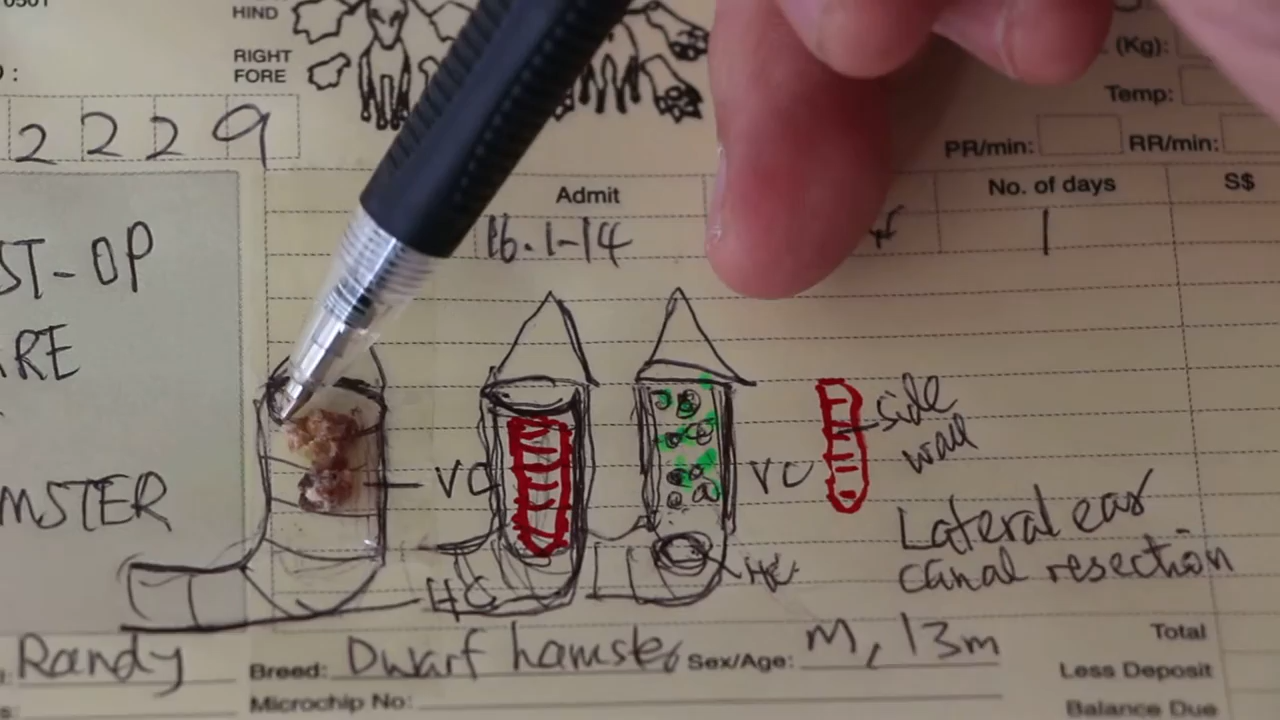 HIND
RIGHT
FORE
(Kg):
Temp:
2229
PR/min:
RR/min:
Admit
No. of days
S$
16.1-14
1
ST-OP
RE
MSTER
VC
VC
side
wall
Lateral ear
canal resection
HC
HC
Randy
Breed: Dwarf hamster
Sex/Age: M, 13m
Microchip No:
Total
Less Deposit
Balance Due